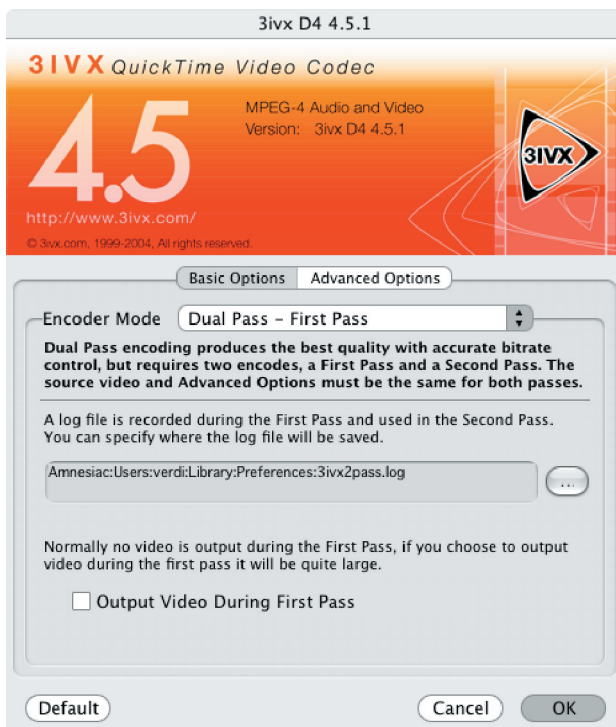 3ivx D4 4.5.1
3IVX QuickTime Video Codec
4.5
MPEG-4 Audio and Video
Version: 3ivx D4 4.5.1
3IVX
http://www.3ivx.com/
© 3ivx.com, 1999-2004, All rights reserved.
Basic Options Advanced Options
Encoder Mode Dual Pass – First Pass
Dual Pass encoding produces the best quality with accurate bitrate
control, but requires two encodes, a First Pass and a Second Pass. The
source video and Advanced Options must be the same for both passes.
A log file is recorded during the First Pass and used in the Second Pass.
You can specify where the log file will be saved.
Amnesiac:Users:verdi:Library:Preferences:3ivx2pass.log
...
Normally no video is output during the First Pass, if you choose to output
video during the first pass it will be quite large.
Output Video During First Pass
Default Cancel OK